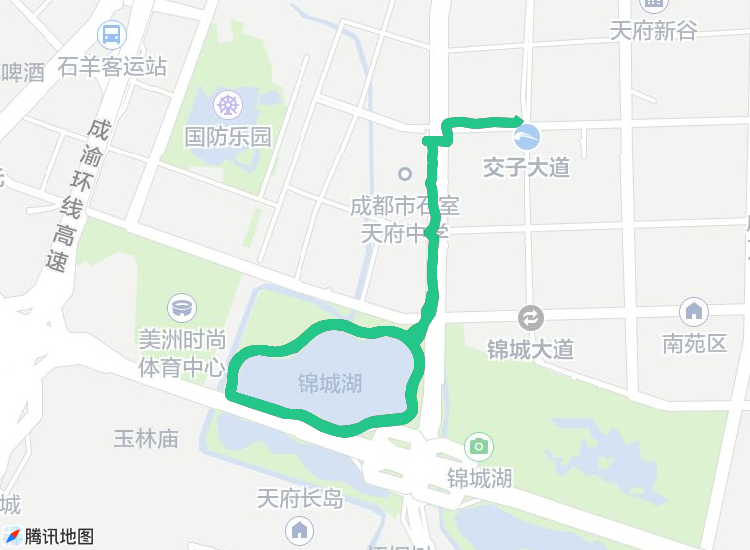 天府新谷
石羊客运站
啤酒
国防乐园
成渝环线高速
交子大道
成都市石室
天府中学
美洲时尚
体育中心
锦城大道
南苑区
锦城湖
玉林庙
锦城湖
天府长岛
城
腾讯地图